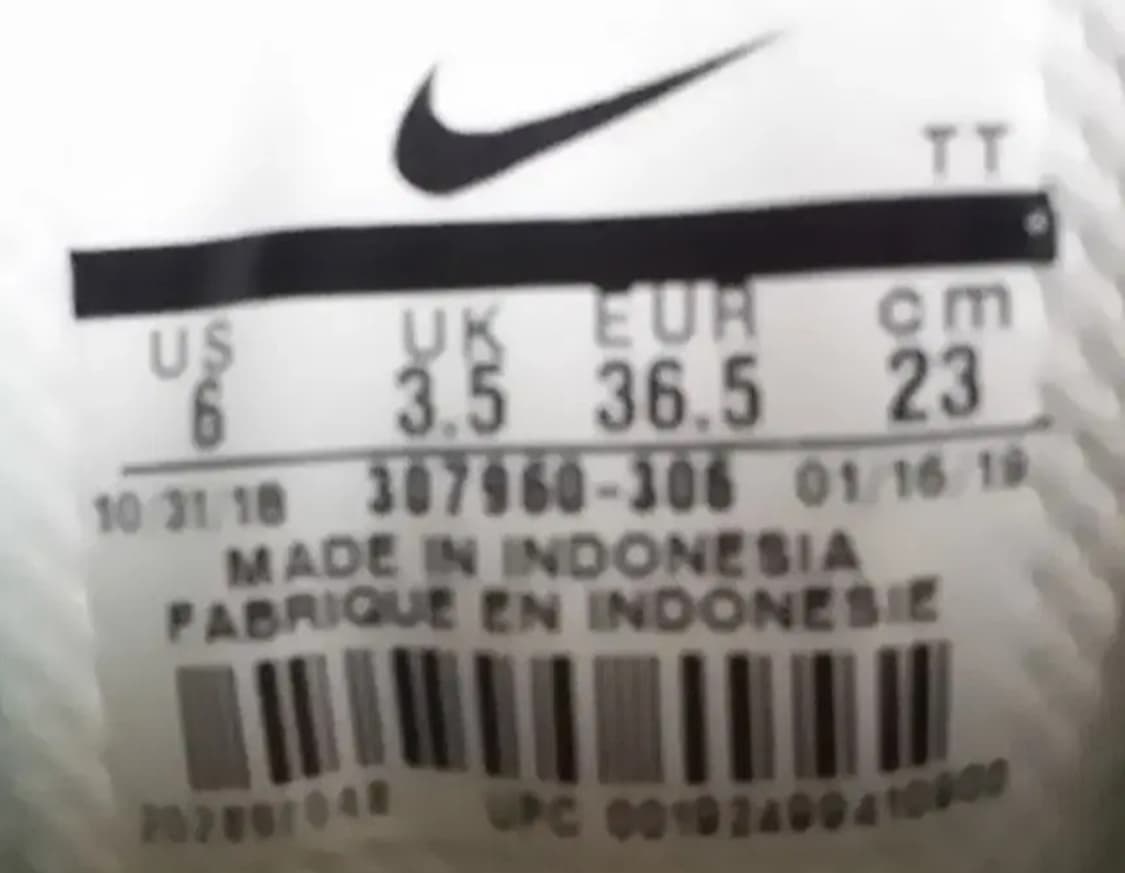 TT
US UK EUR cm
6 3.5 36.5 23
10/31/18 307960-306 01/16/19
MADE IN INDONESIA
FABRIQUE EN INDONESIE
UPC